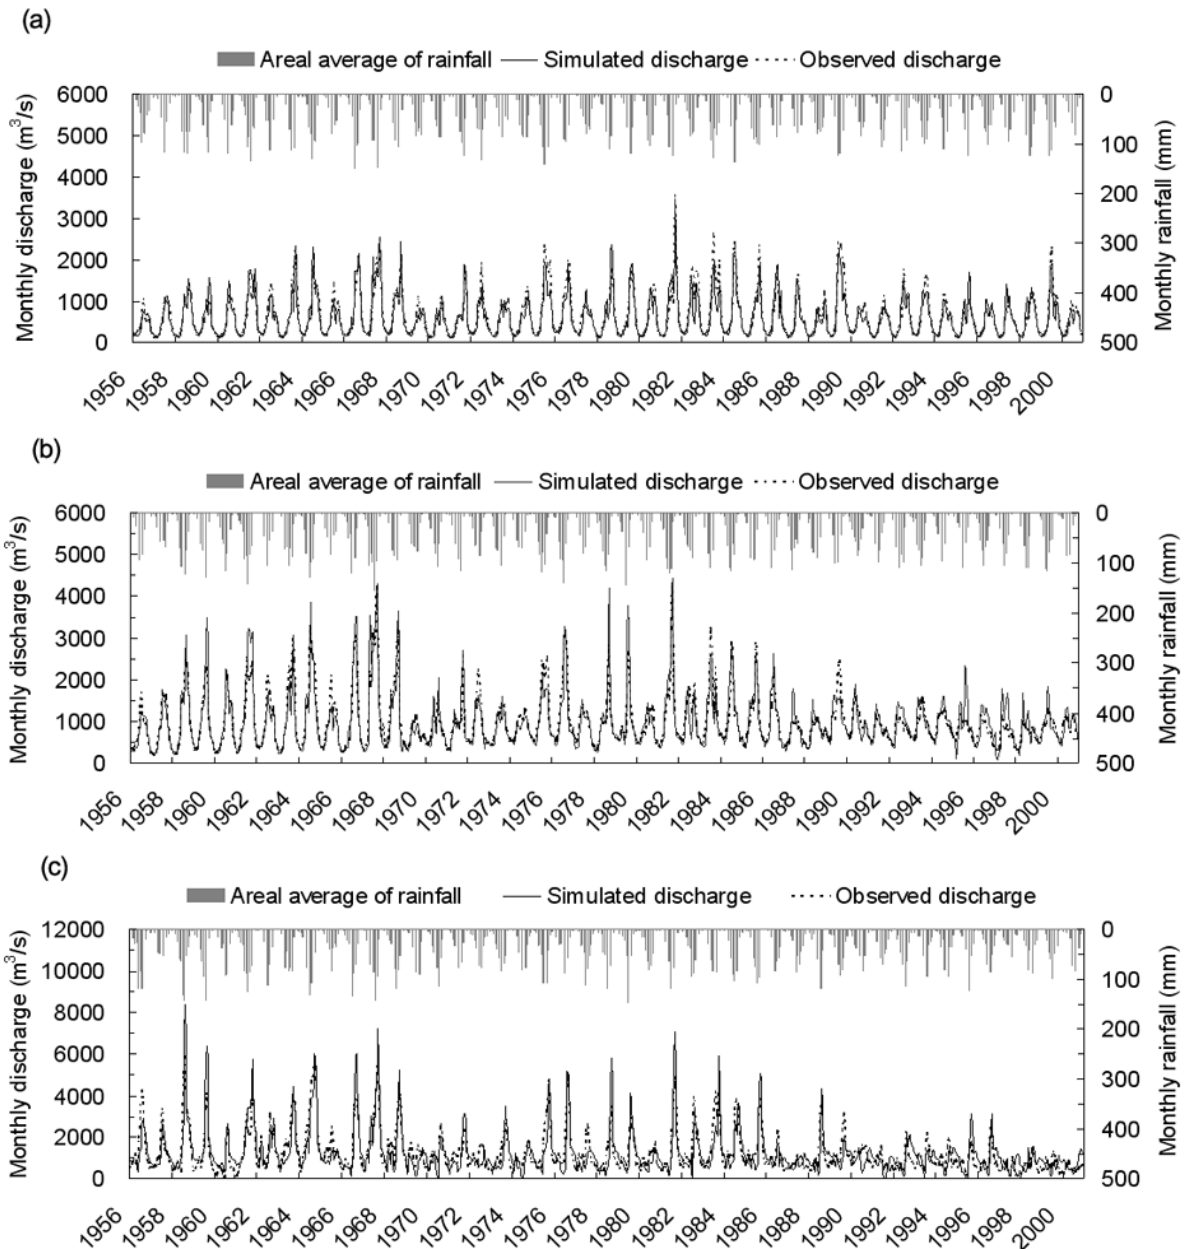 (a)
Areal average of rainfall Simulated discharge Observed discharge
Monthly discharge (m³/s)
6000
5000
4000
3000
2000
1000
0
0
100
200
300
400
500
Monthly rainfall (mm)
1956 1958 1960 1962 1964 1966 1968 1970 1972 1974 1976 1978 1980 1982 1984 1986 1988 1990 1992 1994 1996 1998 2000
(b)
Areal average of rainfall Simulated discharge Observed discharge
Monthly discharge (m³/s)
6000
5000
4000
3000
2000
1000
0
0
100
200
300
400
500
Monthly rainfall (mm)
1956 1958 1960 1962 1964 1966 1968 1970 1972 1974 1976 1978 1980 1982 1984 1986 1988 1990 1992 1994 1996 1998 2000
(c)
Areal average of rainfall Simulated discharge Observed discharge
Monthly discharge (m³/s)
12000
10000
8000
6000
4000
2000
0
0
100
200
300
400
500
Monthly rainfall (mm)
1956 1958 1960 1962 1964 1966 1968 1970 1972 1974 1976 1978 1980 1982 1984 1986 1988 1990 1992 1994 1996 1998 2000